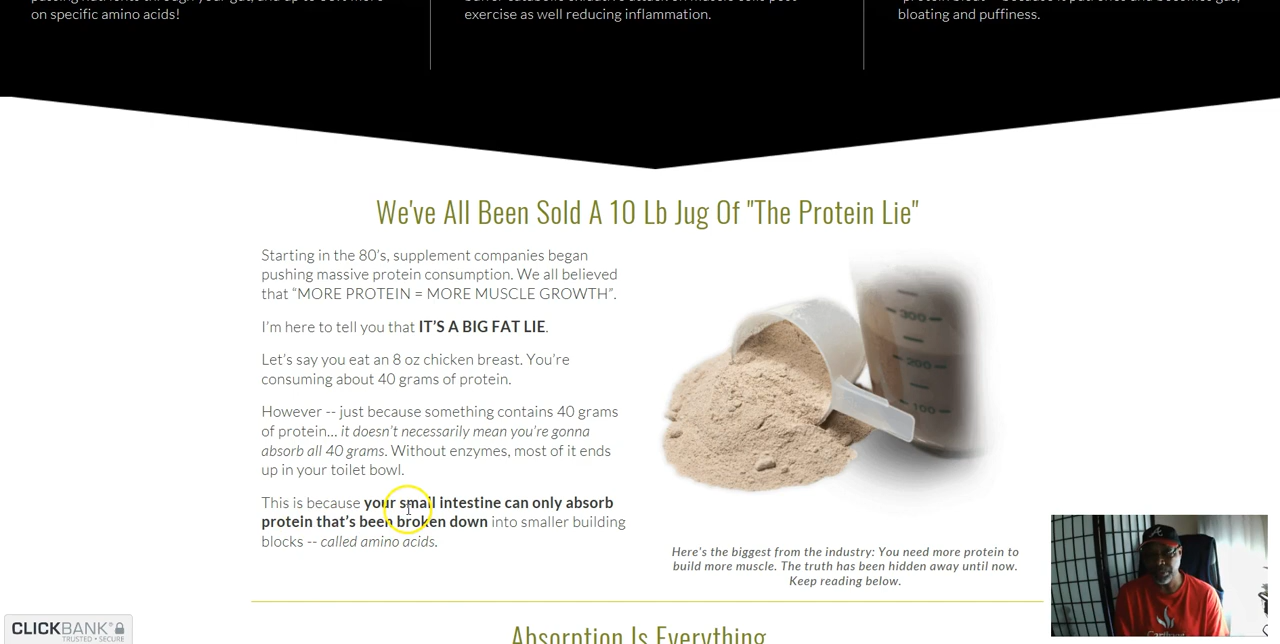 on specific amino acids!
exercise as well reducing inflammation.
bloating and puffiness.
We've All Been Sold A 10 Lb Jug Of "The Protein Lie"
Starting in the 80's, supplement companies began
pushing massive protein consumption. We all believed
that “MORE PROTEIN = MORE MUSCLE GROWTH”.
I'm here to tell you that IT'S A BIG FAT LIE.
Let's say you eat an 8 oz chicken breast. You're
consuming about 40 grams of protein.
However -- just because something contains 40 grams
of protein... it doesn't necessarily mean you're gonna
absorb all 40 grams. Without enzymes, most of it ends
up in your toilet bowl.
This is because your small intestine can only absorb
protein that's been broken down into smaller building
blocks -- called amino acids.
300
200
100
Here's the biggest from the industry: You need more protein to
build more muscle. The truth has been hidden away until now.
Keep reading below.
CLICKBANK®
TRUSTED • SECURE
Absorption Is Everything